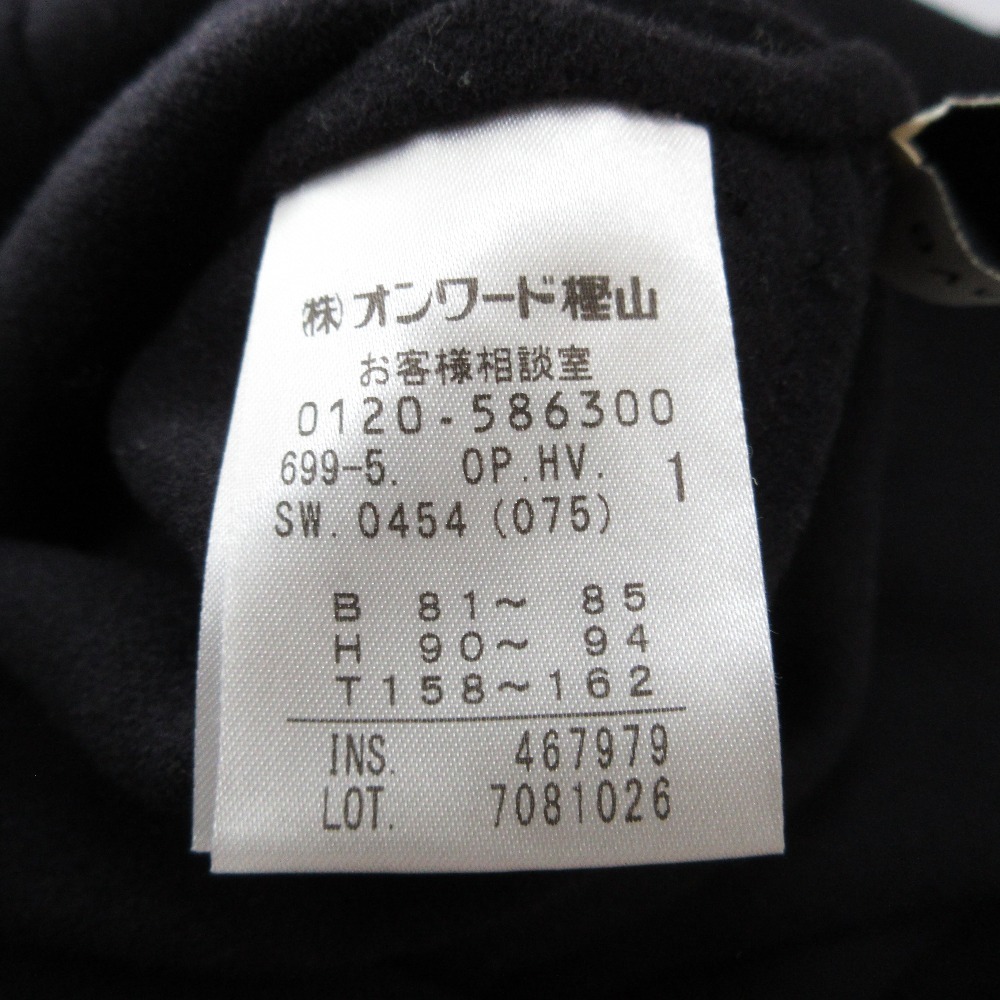 (株)オンワード樫山
お客様相談室
0120-586300
699-5. OP.HV. 1
SW.0454(075)
B 81～ 85
H 90～ 94
T158～162
INS. 467979
LOT. 7081026